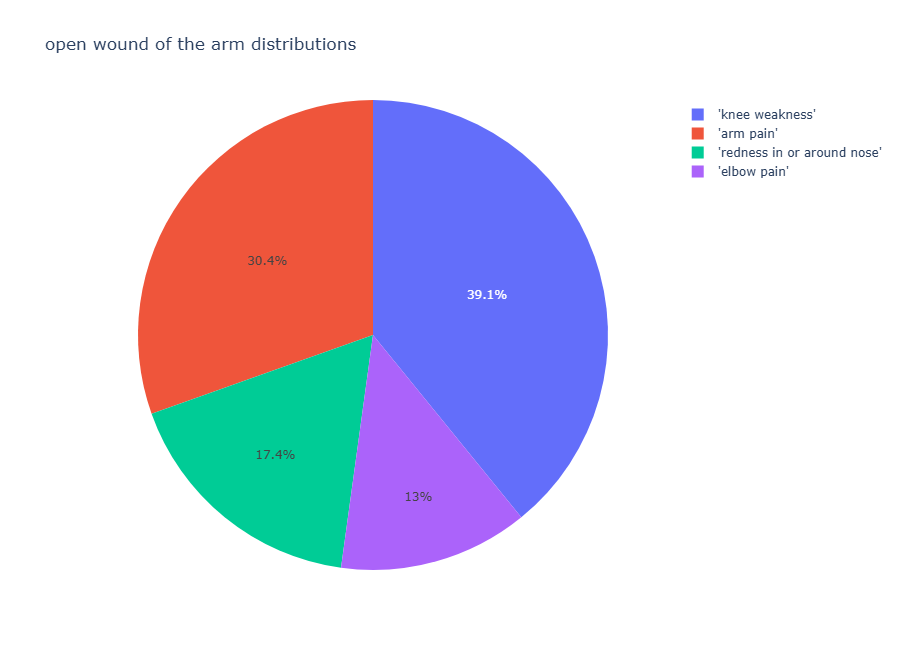 open wound of the arm distributions
'knee weakness'
'arm pain'
'redness in or around nose'
'elbow pain'
30.4%
39.1%
17.4%
13%